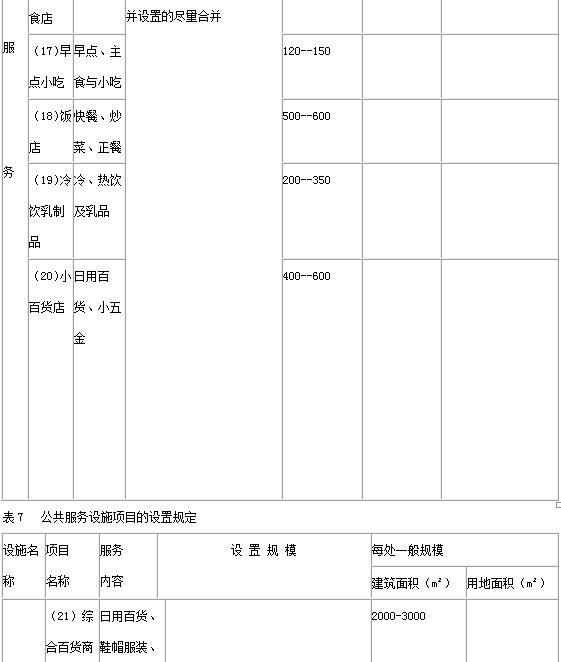 食店
并设置的尽量合并
服
(17)早 早点、主 120--150
点小吃 食与小吃
(18)饭 快餐、炒 500--600
店 菜、正餐
务
(19)冷 冷、热饮 200--350
饮乳制 及乳品
品
(20)小 日用百 400--600
百货店 货、小五
金
表7 公共服务设施项目的设置规定
设施名 项目 服务 设 置 规 模 每处一般规模
称 名称 内容 建筑面积（㎡） 用地面积（㎡）
(21) 综 日用百货、 2000-3000
合百货商 鞋帽服装、